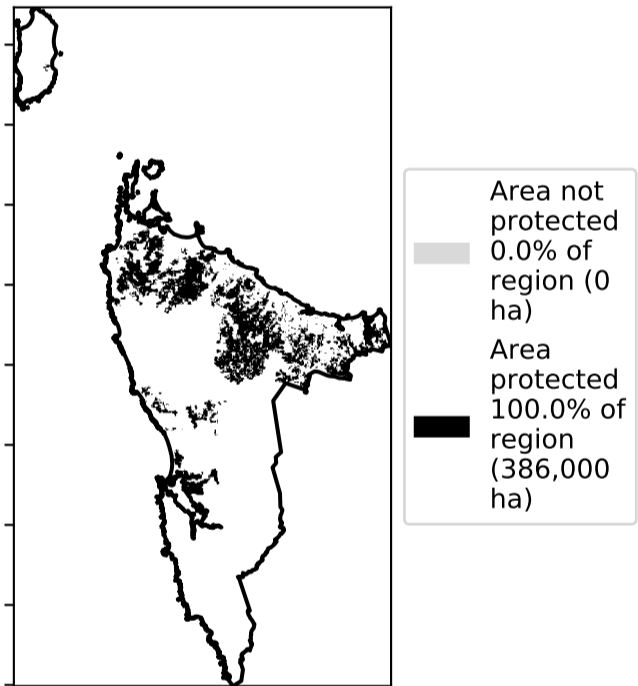 Area not
protected
0.0% of
region (0
ha)
Area
protected
100.0% of
region
(386,000
ha)